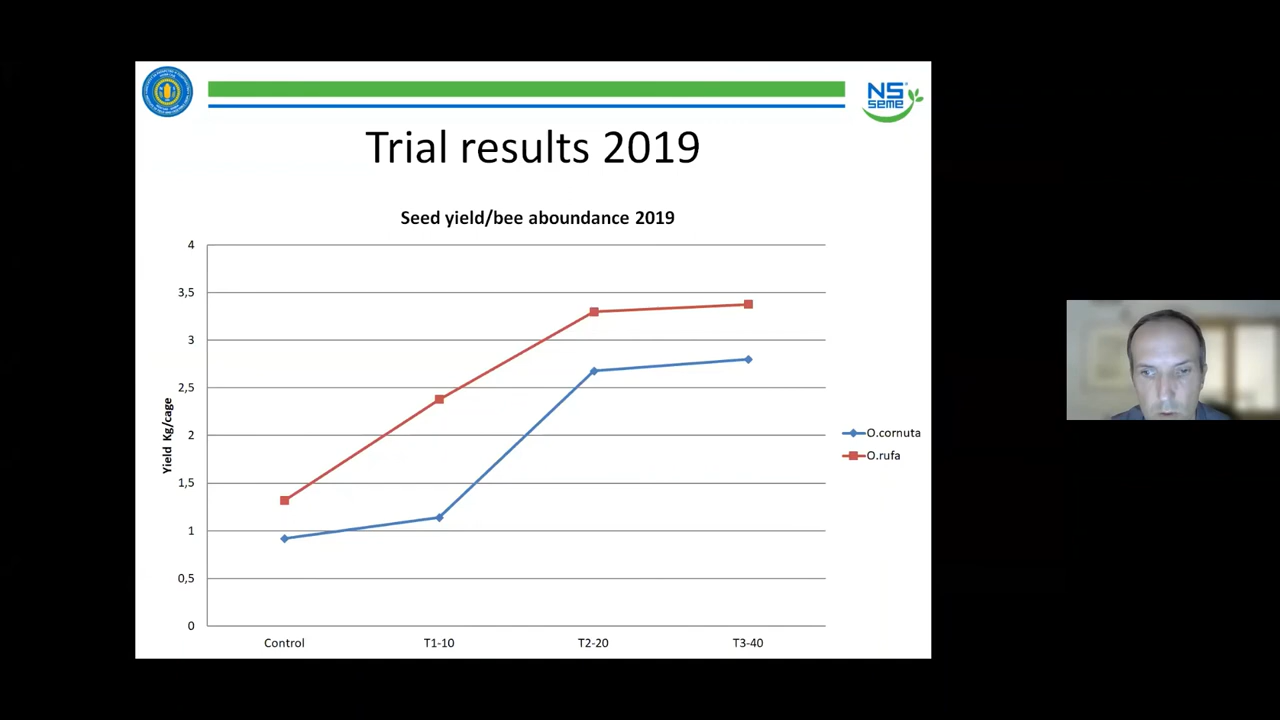 NS
seme
Trial results 2019
Seed yield/bee aboundance 2019
4
3,5
3
2,5
2
1,5
1
0,5
0
Yield Kg/cage
Control
T1-10
T2-20
T3-40
O.cornuta
O.rufa